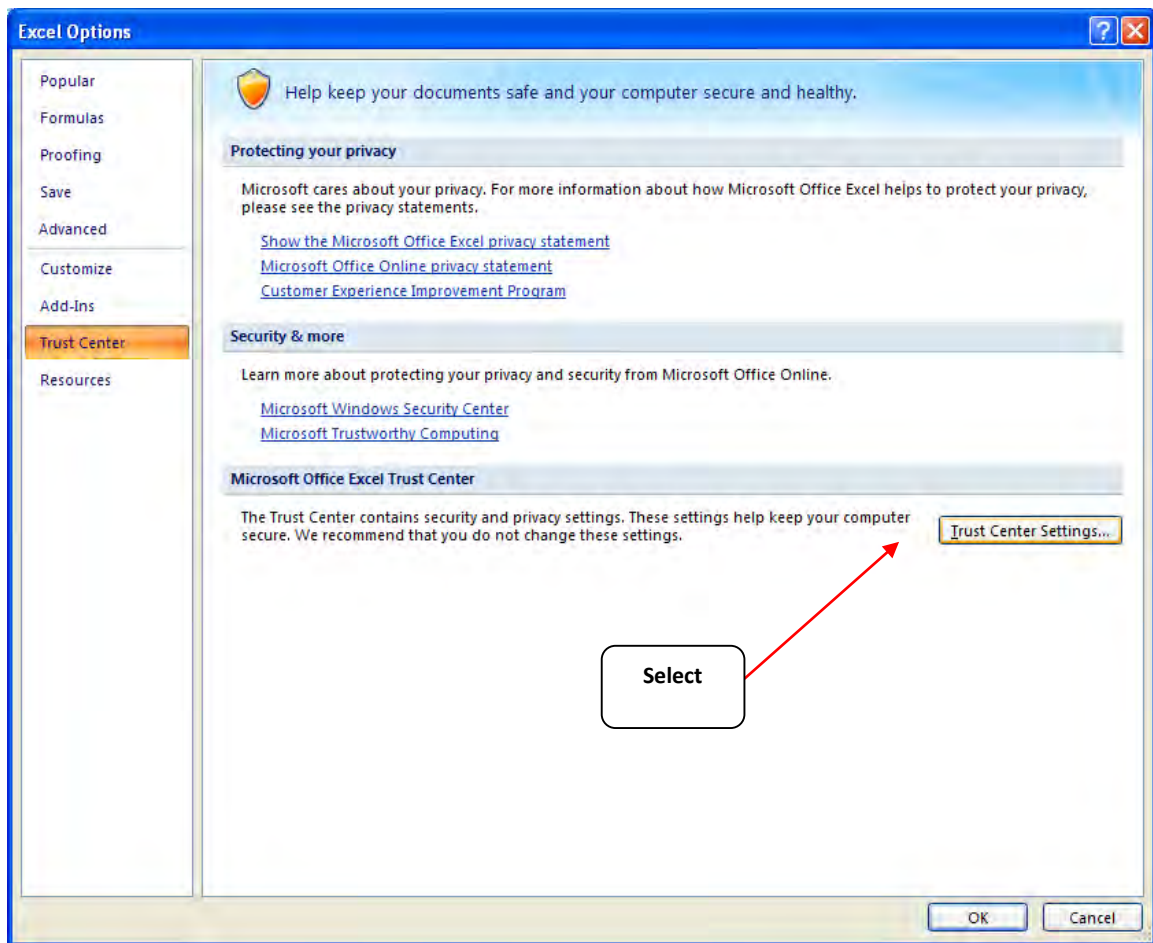 Excel Options
?
Popular
Formulas
Proofing
Save
Advanced
Customize
Add-Ins
Trust Center
Resources
Help keep your documents safe and your computer secure and healthy.
Protecting your privacy
Microsoft cares about your privacy. For more information about how Microsoft Office Excel helps to protect your privacy,
please see the privacy statements.
Show the Microsoft Office Excel privacy statement
Microsoft Office Online privacy statement
Customer Experience Improvement Program
Security & more
Learn more about protecting your privacy and security from Microsoft Office Online.
Microsoft Windows Security Center
Microsoft Trustworthy Computing
Microsoft Office Excel Trust Center
The Trust Center contains security and privacy settings. These settings help keep your computer
secure. We recommend that you do not change these settings.
Trust Center Settings...
Select
OK
Cancel